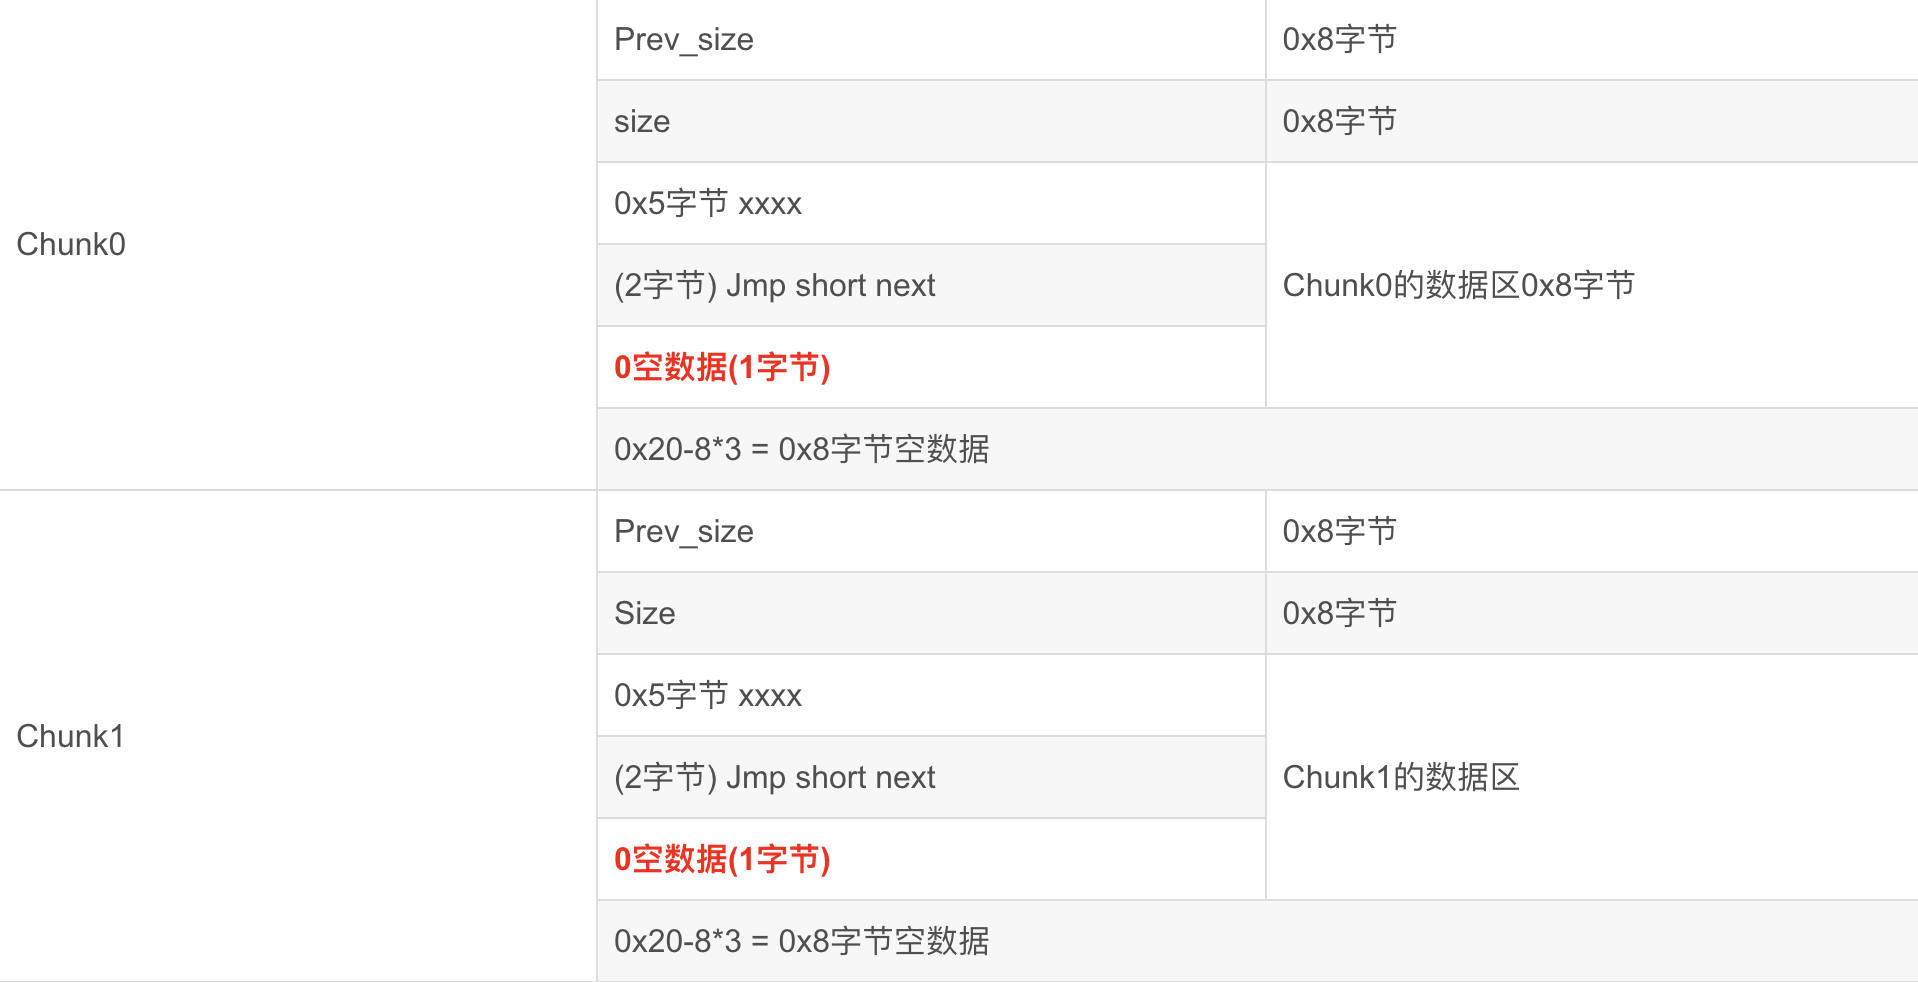 Prev_size 0x8字节
size 0x8字节
0x5字节 xxxx
Chunk0
(2字节) Jmp short next Chunk0的数据区0x8字节
0空数据(1字节)
0x20-8*3 = 0x8字节空数据
Prev_size 0x8字节
Size 0x8字节
0x5字节 xxxx
Chunk1
(2字节) Jmp short next Chunk1的数据区
0空数据(1字节)
0x20-8*3 = 0x8字节空数据